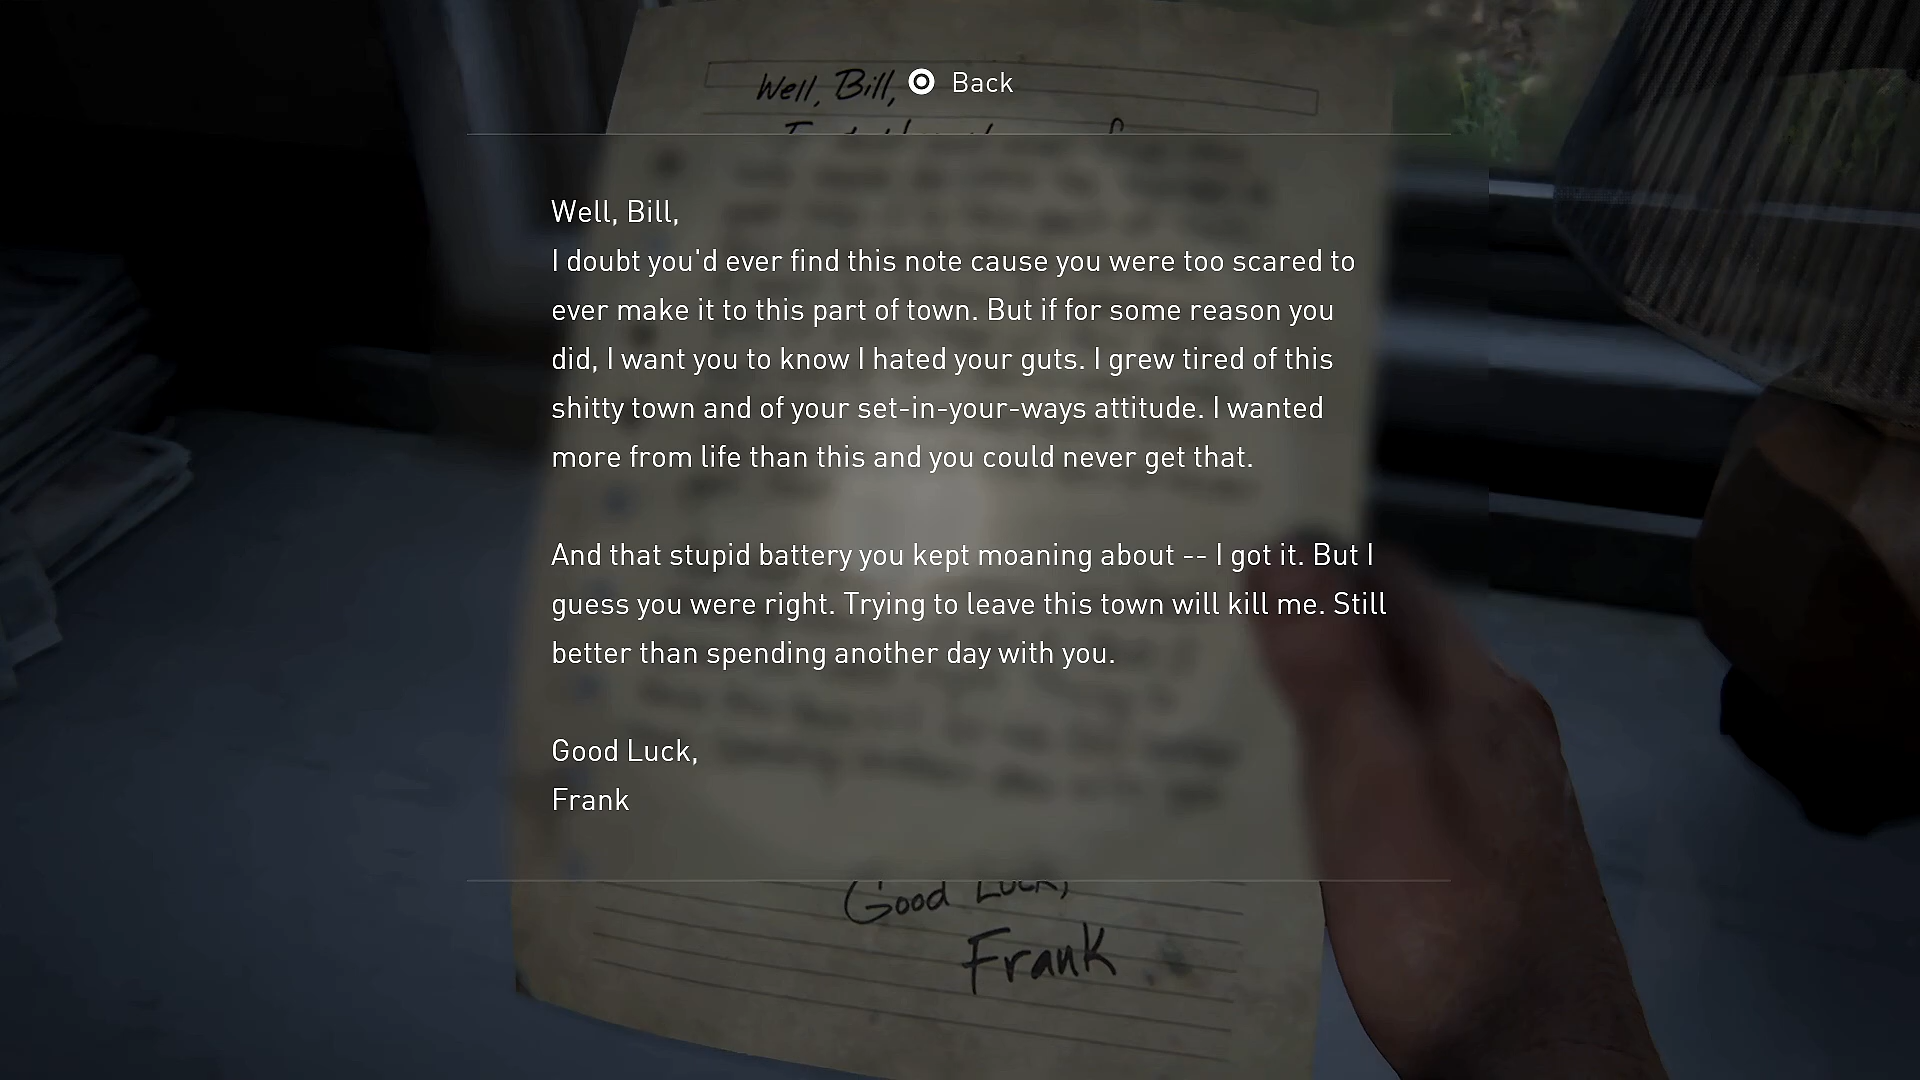 Well, Bill,
Back
Well, Bill,
I doubt you'd ever find this note cause you were too scared to
ever make it to this part of town. But if for some reason you
did, I want you to know I hated your guts. I grew tired of this
shitty town and of your set-in-your-ways attitude. I wanted
more from life than this and you could never get that.
And that stupid battery you kept moaning about -- I got it. But I
guess you were right. Trying to leave this town will kill me. Still
better than spending another day with you.
Good Luck,
Frank
Good Luck,
Frank